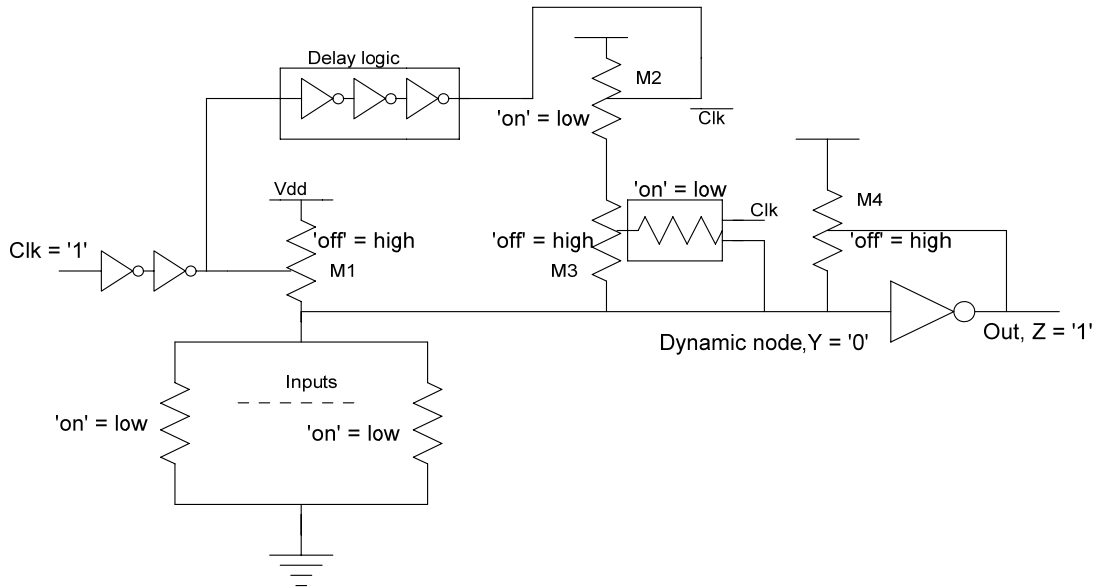 Delay logic
M2
'on' = low
Clk
Vdd
'on' = low
Clk
M4
Clk = '1'
'off' = high
'off' = high
'off' = high
M1
M3
Dynamic node,Y = '0'
Out, Z = '1'
Inputs
'on' = low
'on' = low